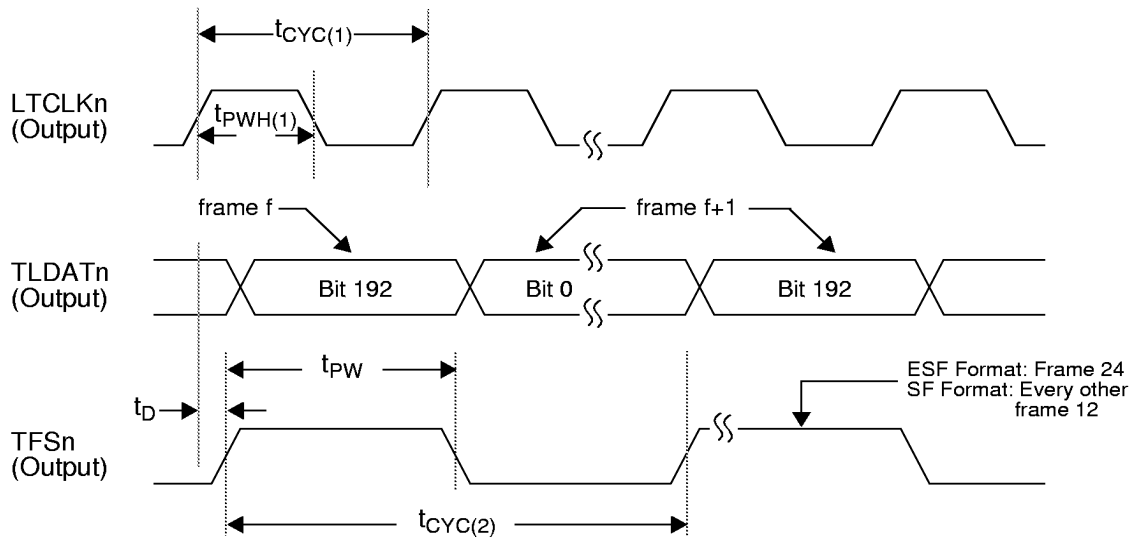 tCYC(1)
LTCLKn
(Output)
tPWH(1)
frame f
frame f+1
TLDATn
(Output)
Bit 192
Bit 0
Bit 192
tPW
ESF Format: Frame 24
SF Format: Every other
frame 12
tD
TFSn
(Output)
tCYC(2)